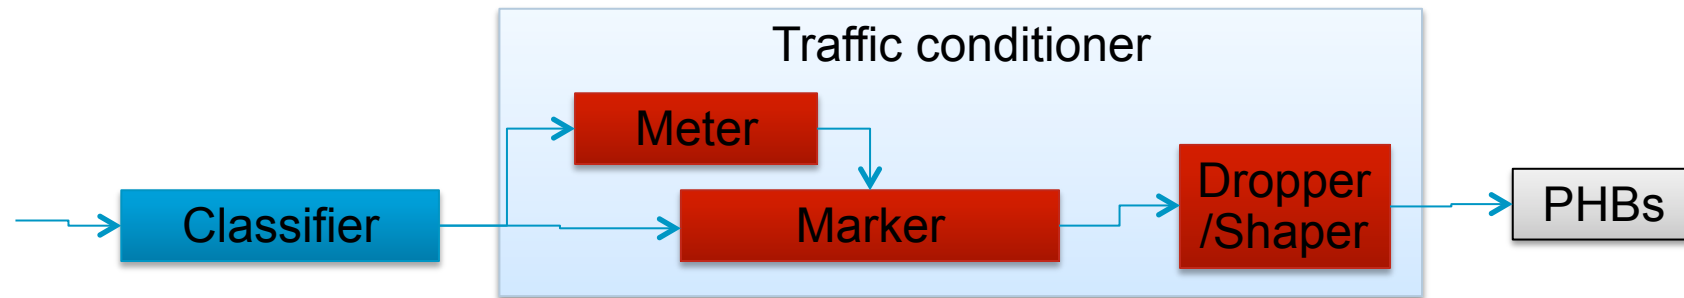 Traffic conditioner
Meter
Classifier
Marker
Dropper
/Shaper
PHBs